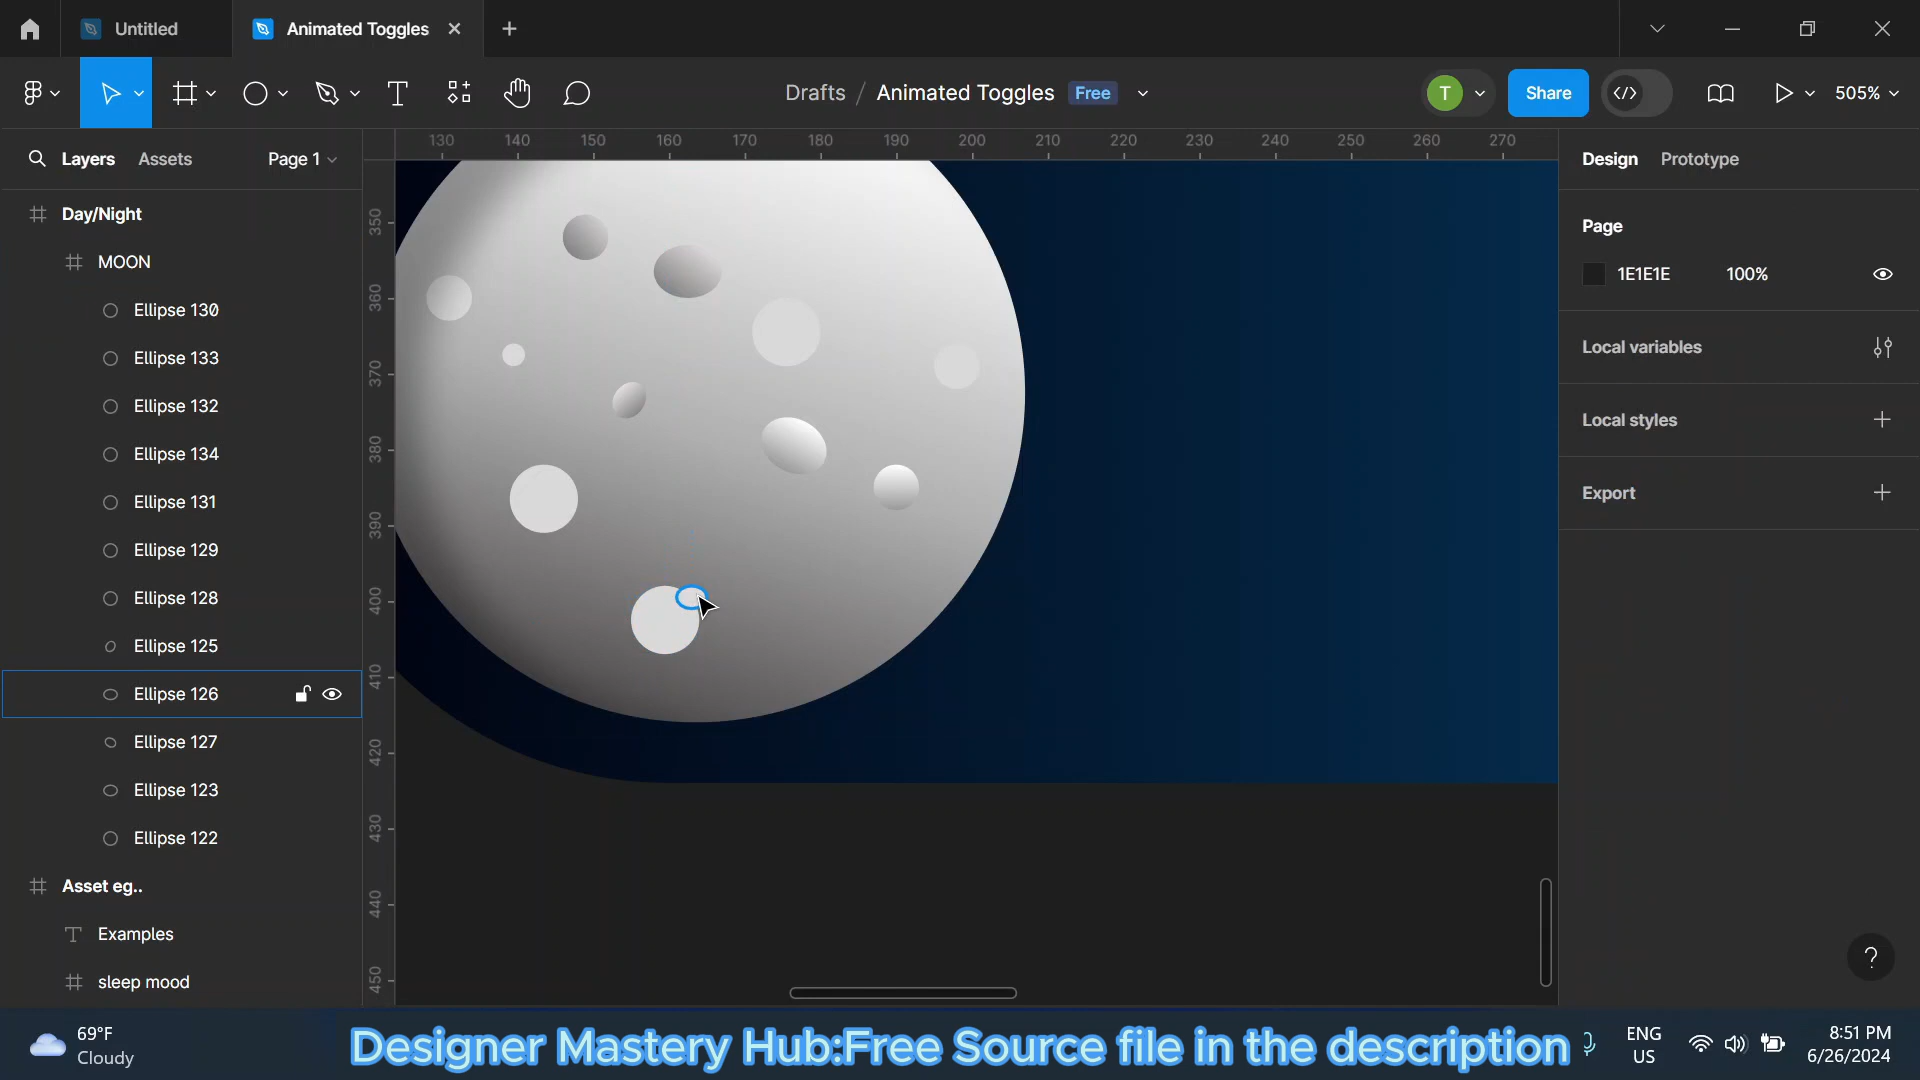 Untitled
Animated Toggles
Drafts / Animated Toggles Free
T
Share
505%
Layers
Assets
Page 1
130 140 150 160 170 180 190 200 210 220 230 240 250 260 270
350
360
370
380
390
400
410
420
430
440
450
Day/Night
MOON
Ellipse 130
Ellipse 133
Ellipse 132
Ellipse 134
Ellipse 131
Ellipse 129
Ellipse 128
Ellipse 125
Ellipse 126
Ellipse 127
Ellipse 123
Ellipse 122
Asset eg..
Examples
sleep mood
Design
Prototype
Page
1E1E1E 100%
Local variables
Local styles
Export
?
69°F
Cloudy
Designer Mastery Hub:Free Source file in the description
ENG
US
8:51 PM
6/26/2024